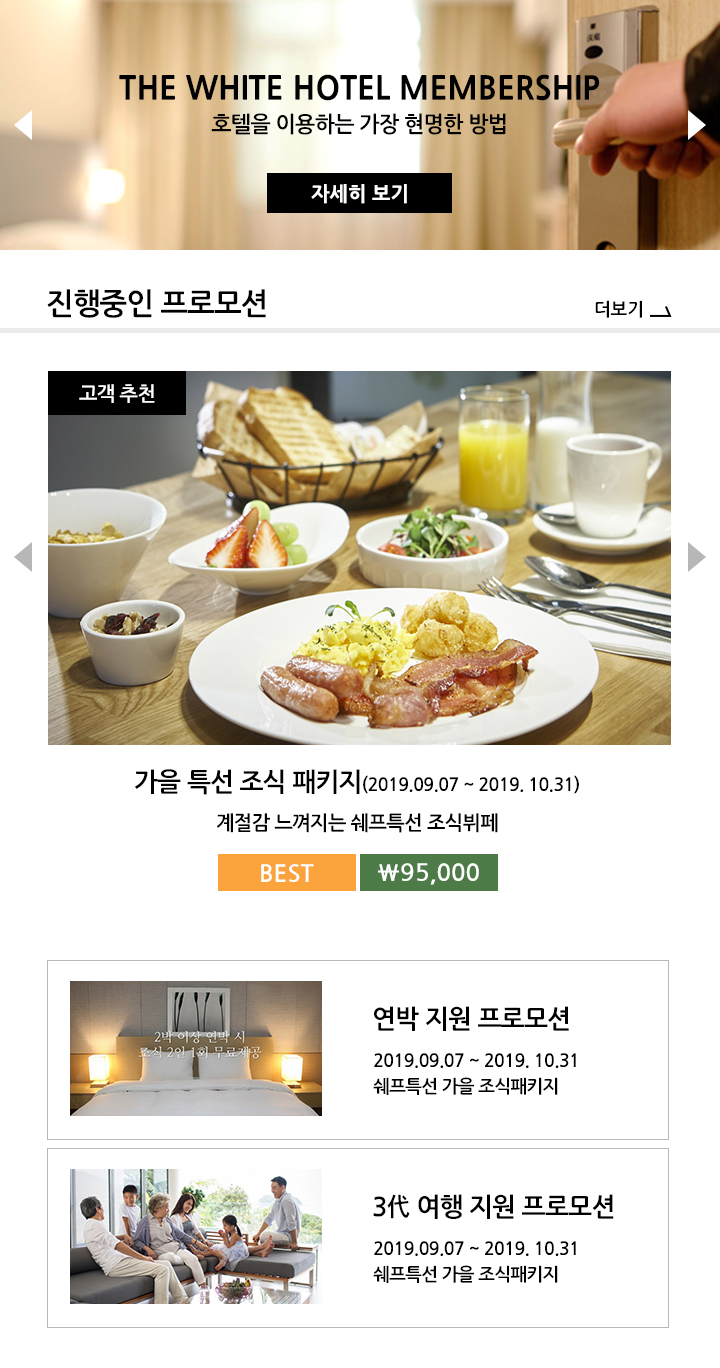 THE WHITE HOTEL MEMBERSHIP
호텔을 이용하는 가장 현명한 방법
자세히 보기
진행중인 프로모션
더보기
고객 추천
가을 특선 조식 패키지(2019.09.07 ~ 2019. 10.31)
계절감 느껴지는 쉐프특선 조식뷔페
BEST
₩95,000
2박 이상 연박 시
조식 2인 1회 무료제공
연박 지원 프로모션
2019.09.07 ~ 2019. 10.31
쉐프특선 가을 조식패키지
3代 여행 지원 프로모션
2019.09.07 ~ 2019. 10.31
쉐프특선 가을 조식패키지